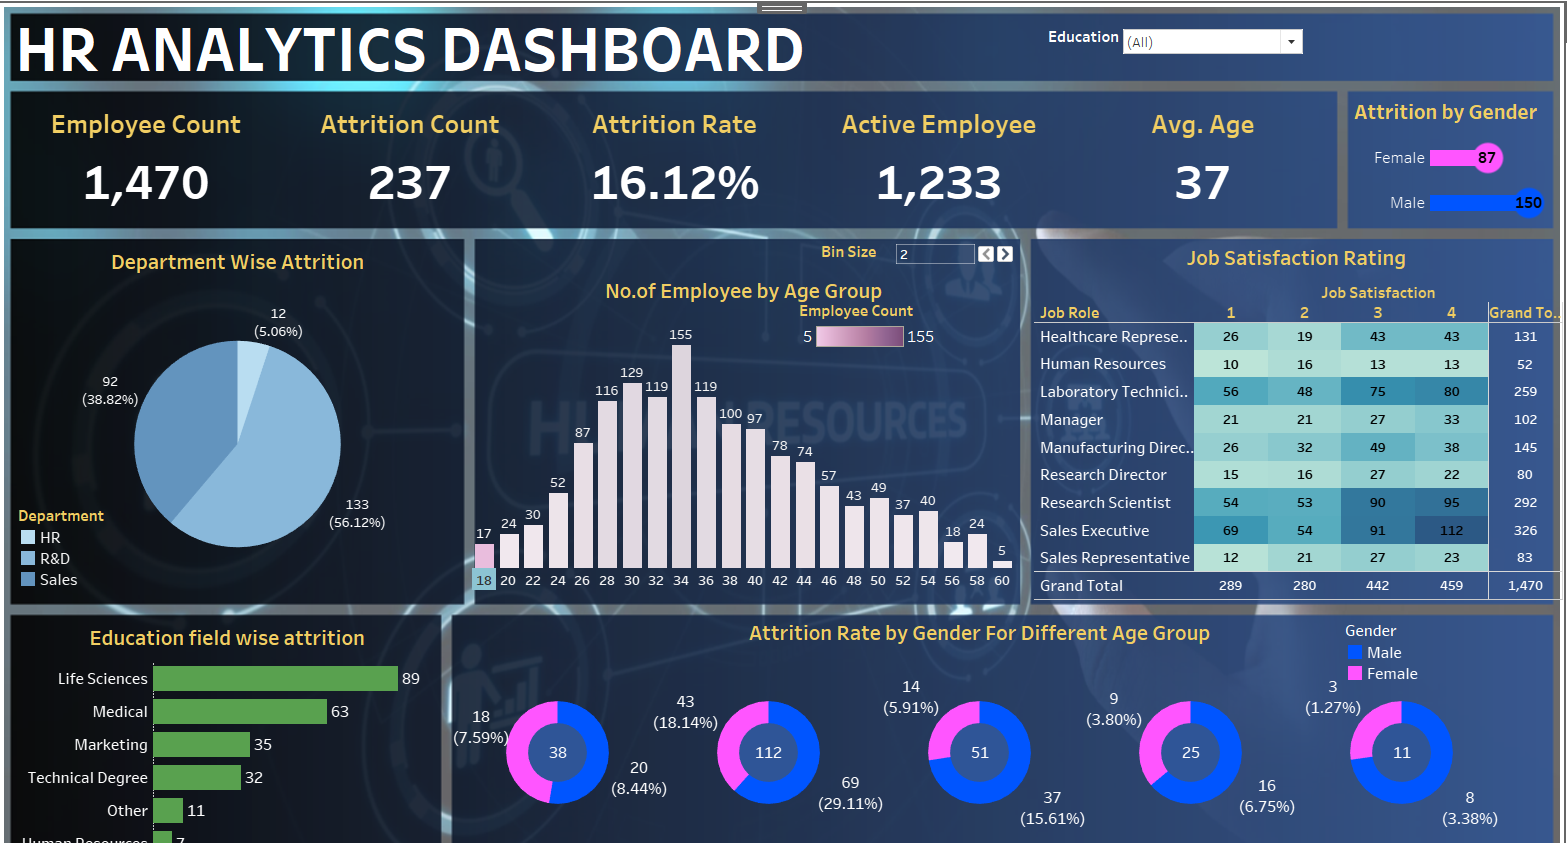 HR ANALYTICS DASHBOARD
Education (All)
Employee Count
1,470
Attrition Count
237
Attrition Rate
16.12%
Active Employee
1,233
Avg. Age
37
Attrition by Gender
Female 87
Male 150
Department Wise Attrition
12
(5.06%)
92
(38.82%)
133
(56.12%)
Department
HR
R&D
Sales
Bin Size 2
No.of Employee by Age Group
Employee Count
5 155
17 24 30 52 87 116 129 119 155 119 100 97 78 74 57 43 49 37 40 18 24 5
18 20 22 24 26 28 30 32 34 36 38 40 42 44 46 48 50 52 54 56 58 60
RESOURCES
Job Satisfaction Rating
Job Satisfaction
Job Role 1 2 3 4 Grand To..
Healthcare Represe.. 26 19 43 43 131
Human Resources 10 16 13 13 52
Laboratory Technici.. 56 48 75 80 259
Manager 21 21 27 33 102
Manufacturing Direc.. 26 32 49 38 145
Research Director 15 16 27 22 80
Research Scientist 54 53 90 95 292
Sales Executive 69 54 91 112 326
Sales Representative 12 21 27 23 83
Grand Total 289 280 442 459 1,470
Education field wise attrition
Life Sciences 89
Medical 63
Marketing 35
Technical Degree 32
Other 11
Human Resources 7
Attrition Rate by Gender For Different Age Group
Gender
Male
Female
18
(7.59%)
38
20
(8.44%)
43
(18.14%)
112
69
(29.11%)
14
(5.91%)
51
37
(15.61%)
9
(3.80%)
25
16
(6.75%)
3
(1.27%)
11
8
(3.38%)